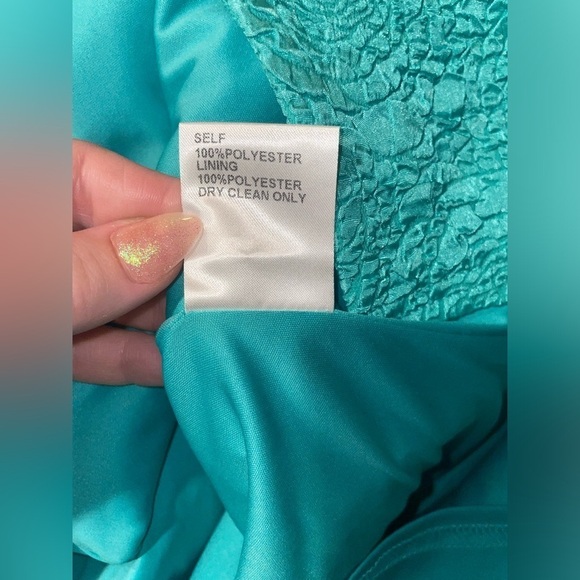 SELF
100%POLYESTER
LINING
100%POLYESTER
DRY CLEAN ONLY